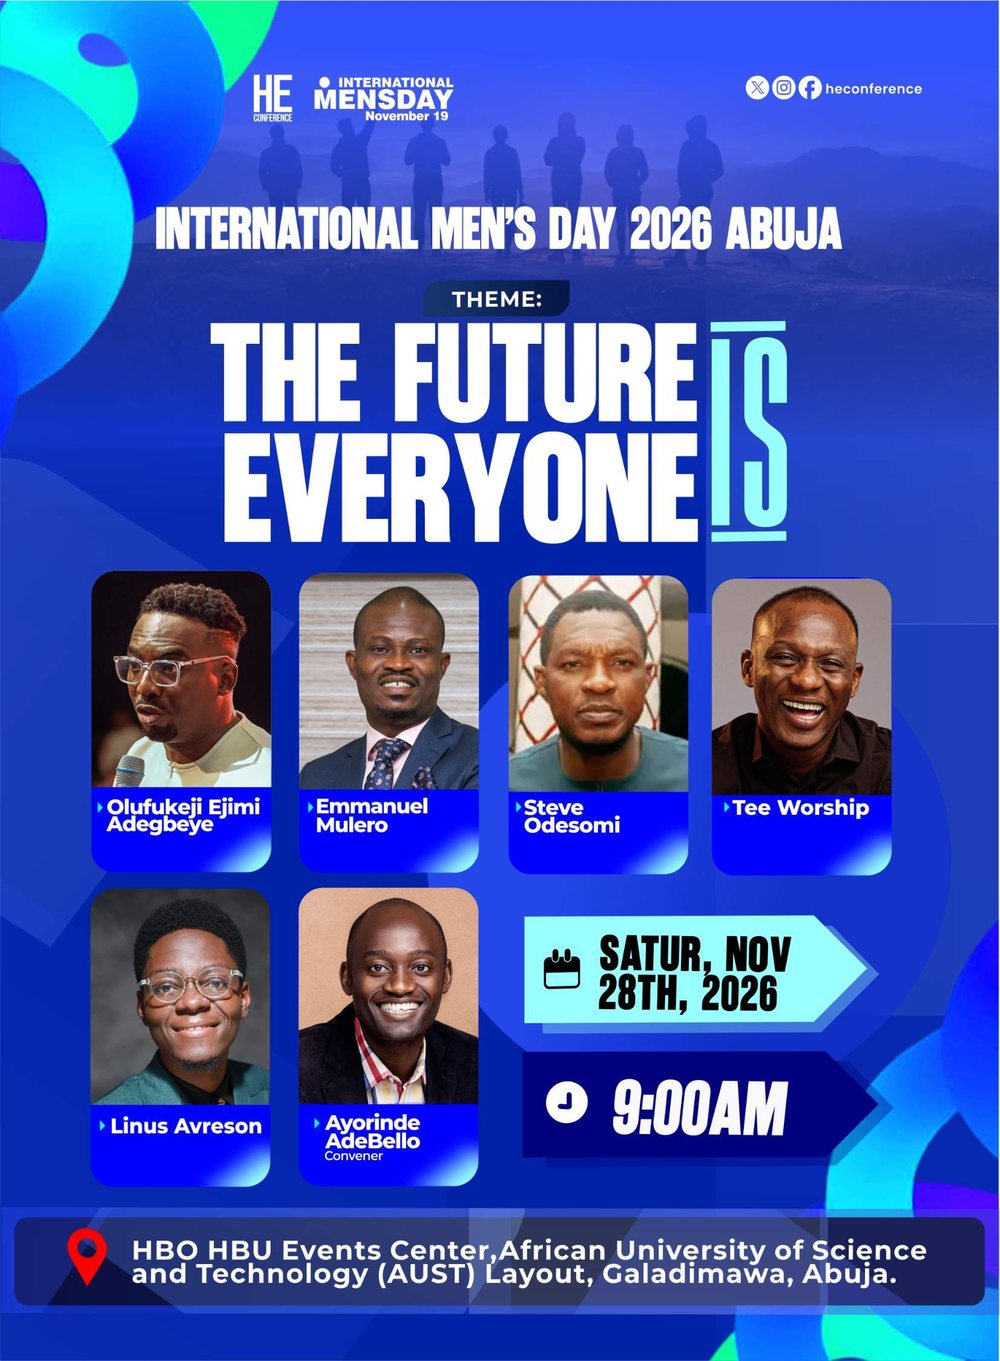 HE
CONFERENCE
INTERNATIONAL
MENSDAY
November 19
heconference
INTERNATIONAL MEN'S DAY 2026 ABUJA
THEME:
THE FUTURE
EVERYONE
IS
Olufukeji Ejimi
Adegbeye
Emmanuel
Mulero
Steve
Odesomi
Tee Worship
Linus Avreson
Ayorinde
AdeBello
Convener
SATUR, NOV
28TH, 2026
9:00AM
HBO HBU Events Center,African University of Science
and Technology (AUST) Layout, Galadimawa, Abuja.